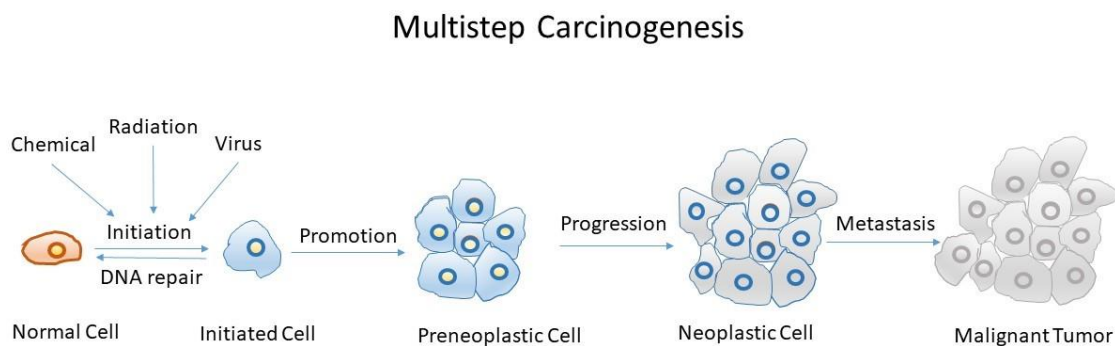 Multistep Carcinogenesis
Radiation
Chemical
Virus
Initiation
DNA repair
Promotion
Progression
Metastasis
Normal Cell
Initiated Cell
Preneoplastic Cell
Neoplastic Cell
Malignant Tumor